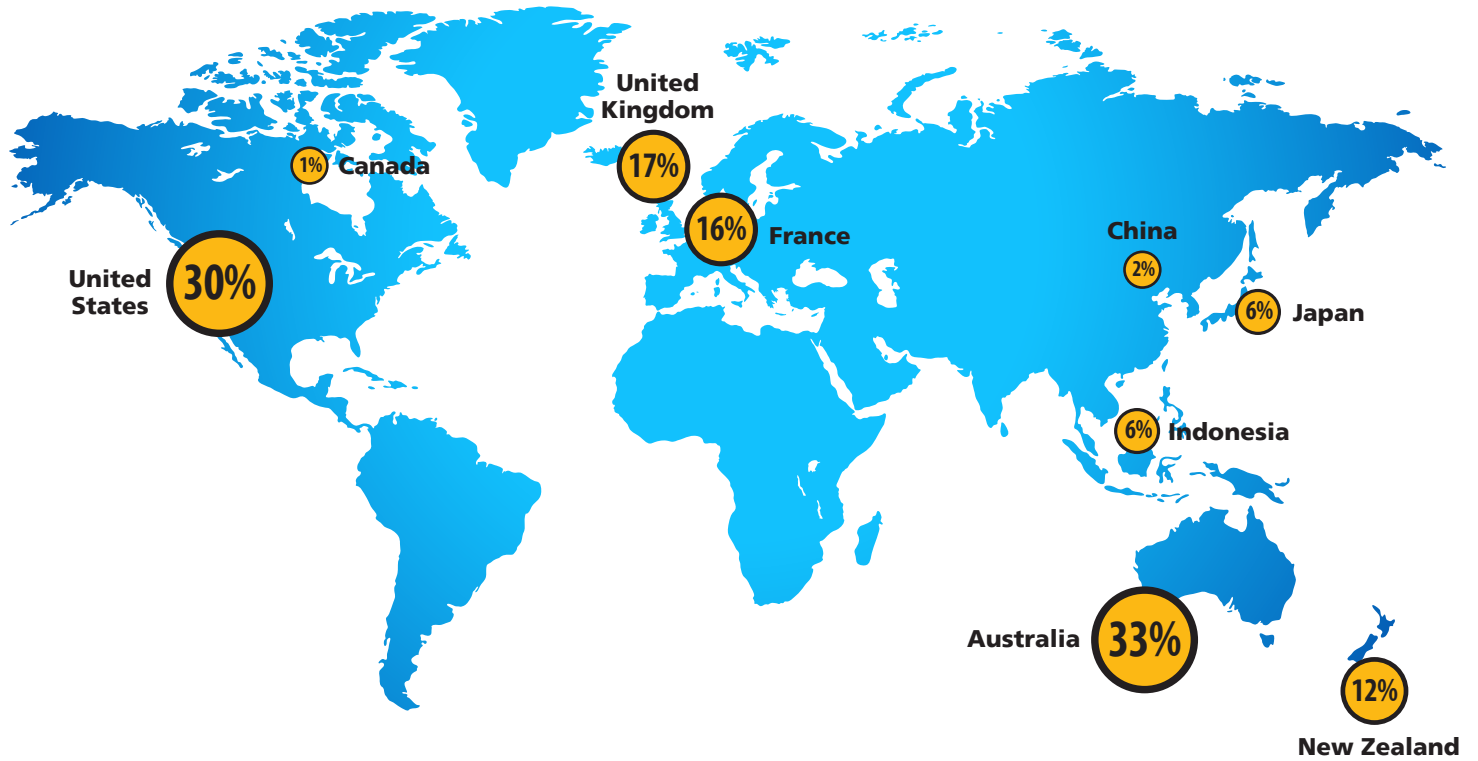 United
Kingdom
17%
1%
Canada
16%
France
China
2%
United
States
30%
6%
Japan
6%
Indonesia
Australia
33%
12%
New Zealand